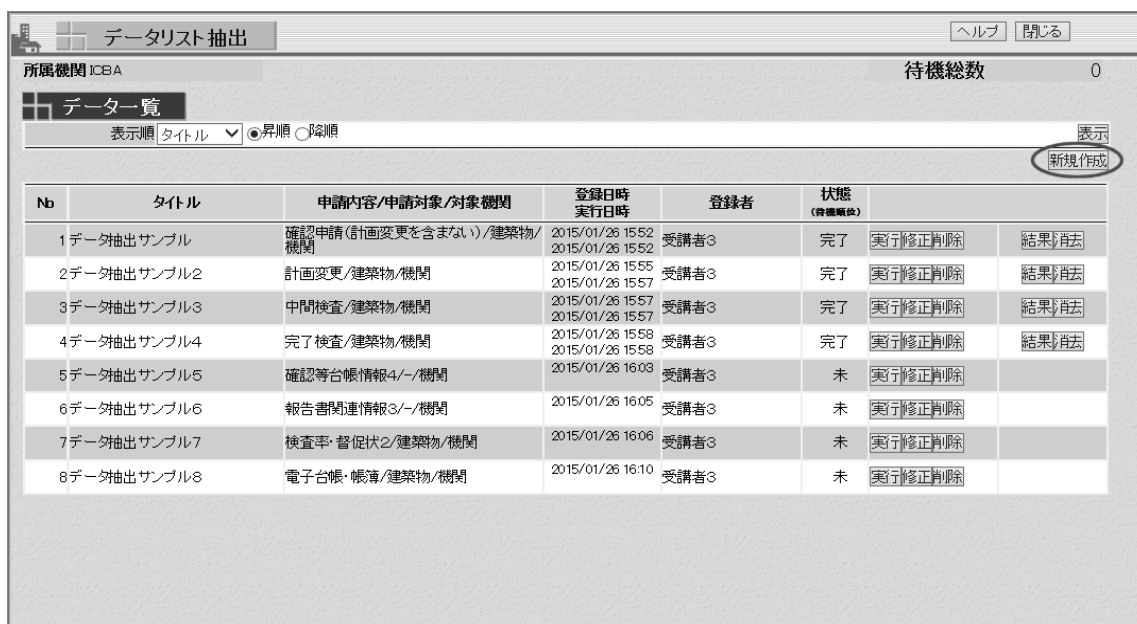 データリスト抽出 ヘルプ 閉じる
所属機関 ICBA 待機総数 0
データ一覧
表示順 タイトル 昇順 降順 表示
新規作成
No タイトル 申請内容/申請対象/対象機関 登録日時 登録者 状態
実行日時 (待機順位)
1 データ抽出サンプル 確認申請(計画変更を含まない)/建築物/ 2015/01/26 15:52 受講者3 完了 実行 修正 削除 結果 消去
機関 2015/01/26 15:52
2 データ抽出サンプル2 計画変更/建築物/機関 2015/01/26 15:55 受講者3 完了 実行 修正 削除 結果 消去
2015/01/26 15:57
3 データ抽出サンプル3 中間検査/建築物/機関 2015/01/26 15:57 受講者3 完了 実行 修正 削除 結果 消去
2015/01/26 15:57
4 データ抽出サンプル4 完了検査/建築物/機関 2015/01/26 15:58 受講者3 完了 実行 修正 削除 結果 消去
2015/01/26 15:58
5 データ抽出サンプル5 確認等台帳情報4/-/機関 2015/01/26 16:03 受講者3 未 実行 修正 削除
6 データ抽出サンプル6 報告書関連情報3/-/機関 2015/01/26 16:05 受講者3 未 実行 修正 削除
7 データ抽出サンプル7 検査率・督促状2/建築物/機関 2015/01/26 16:06 受講者3 未 実行 修正 削除
8 データ抽出サンプル8 電子台帳・帳簿/建築物/機関 2015/01/26 16:10 受講者3 未 実行 修正 削除